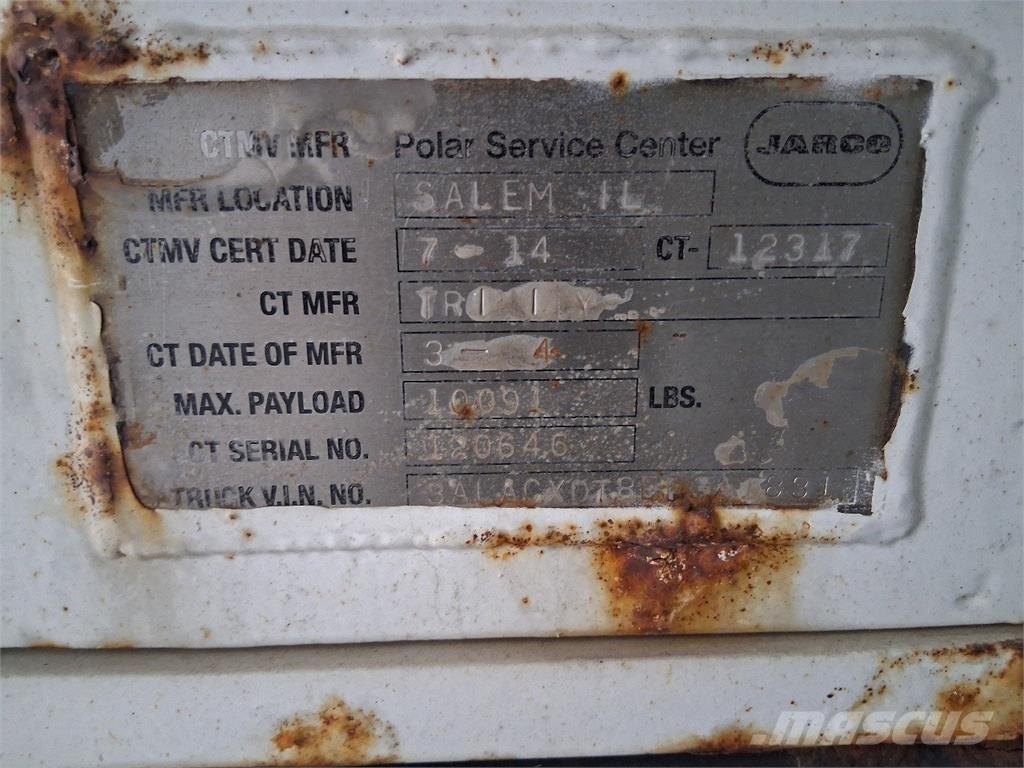 CTMV MFR Polar Service Center JARCO
MFR LOCATION SALEM IL
CTMV CERT DATE 7 - 14 CT- 12317
CT MFR
CT DATE OF MFR
MAX. PAYLOAD 10091 LBS.
CT SERIAL NO. 120646
TRUCK V.I.N. NO.
mascus